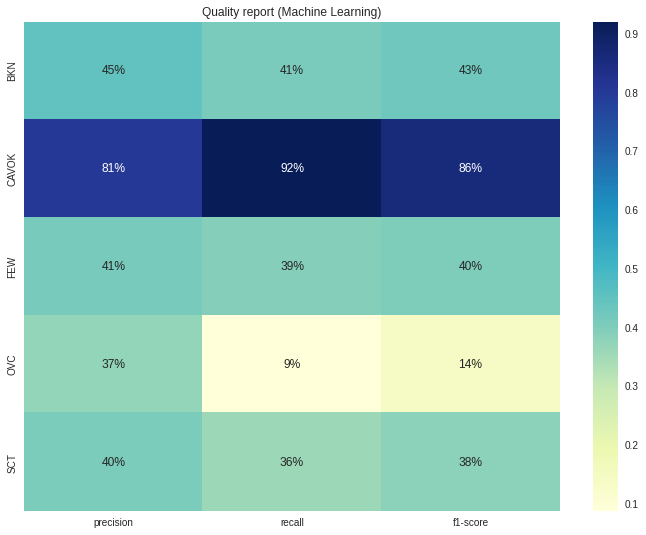 Quality report (Machine Learning)
BKN 45% 41% 43%
CAVOK 81% 92% 86%
FEW 41% 39% 40%
OVC 37% 9% 14%
SCT 40% 36% 38%
precision recall f1-score
0.9
0.8
0.7
0.6
0.5
0.4
0.3
0.2
0.1